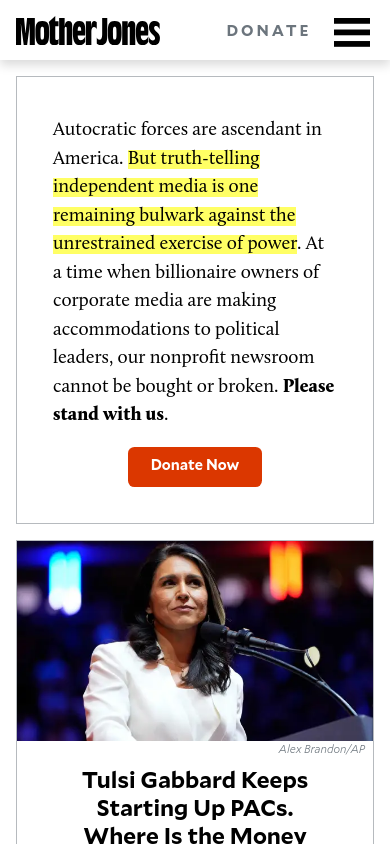 Mother Jones
DONATE
Autocratic forces are ascendant in
America. But truth-telling
independent media is one
remaining bulwark against the
unrestrained exercise of power. At
a time when billionaire owners of
corporate media are making
accommodations to political
leaders, our nonprofit newsroom
cannot be bought or broken. Please
stand with us.
Donate Now
Alex Brandon/AP
Tulsi Gabbard Keeps
Starting Up PACs.
Where Is the Money